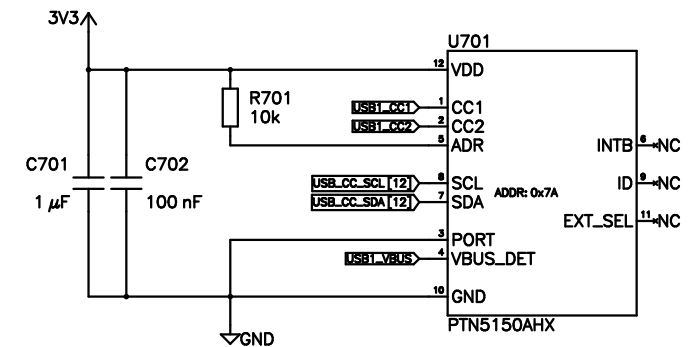 3V3
U701
12 VDD
R701
10k
USB1_CC1 1 CC1
USB1_CC2 2 CC2
5 ADR
INTB 6 NC
C701
1 µF
C702
100 nF
USB_CC_SCL [12] 8 SCL
ADDR: 0x7A
ID 9 NC
USB_CC_SDA [12] 7 SDA
EXT_SEL 11 NC
3 PORT
USB1_VBUS 4 VBUS_DET
10 GND
PTN5150AHX
GND